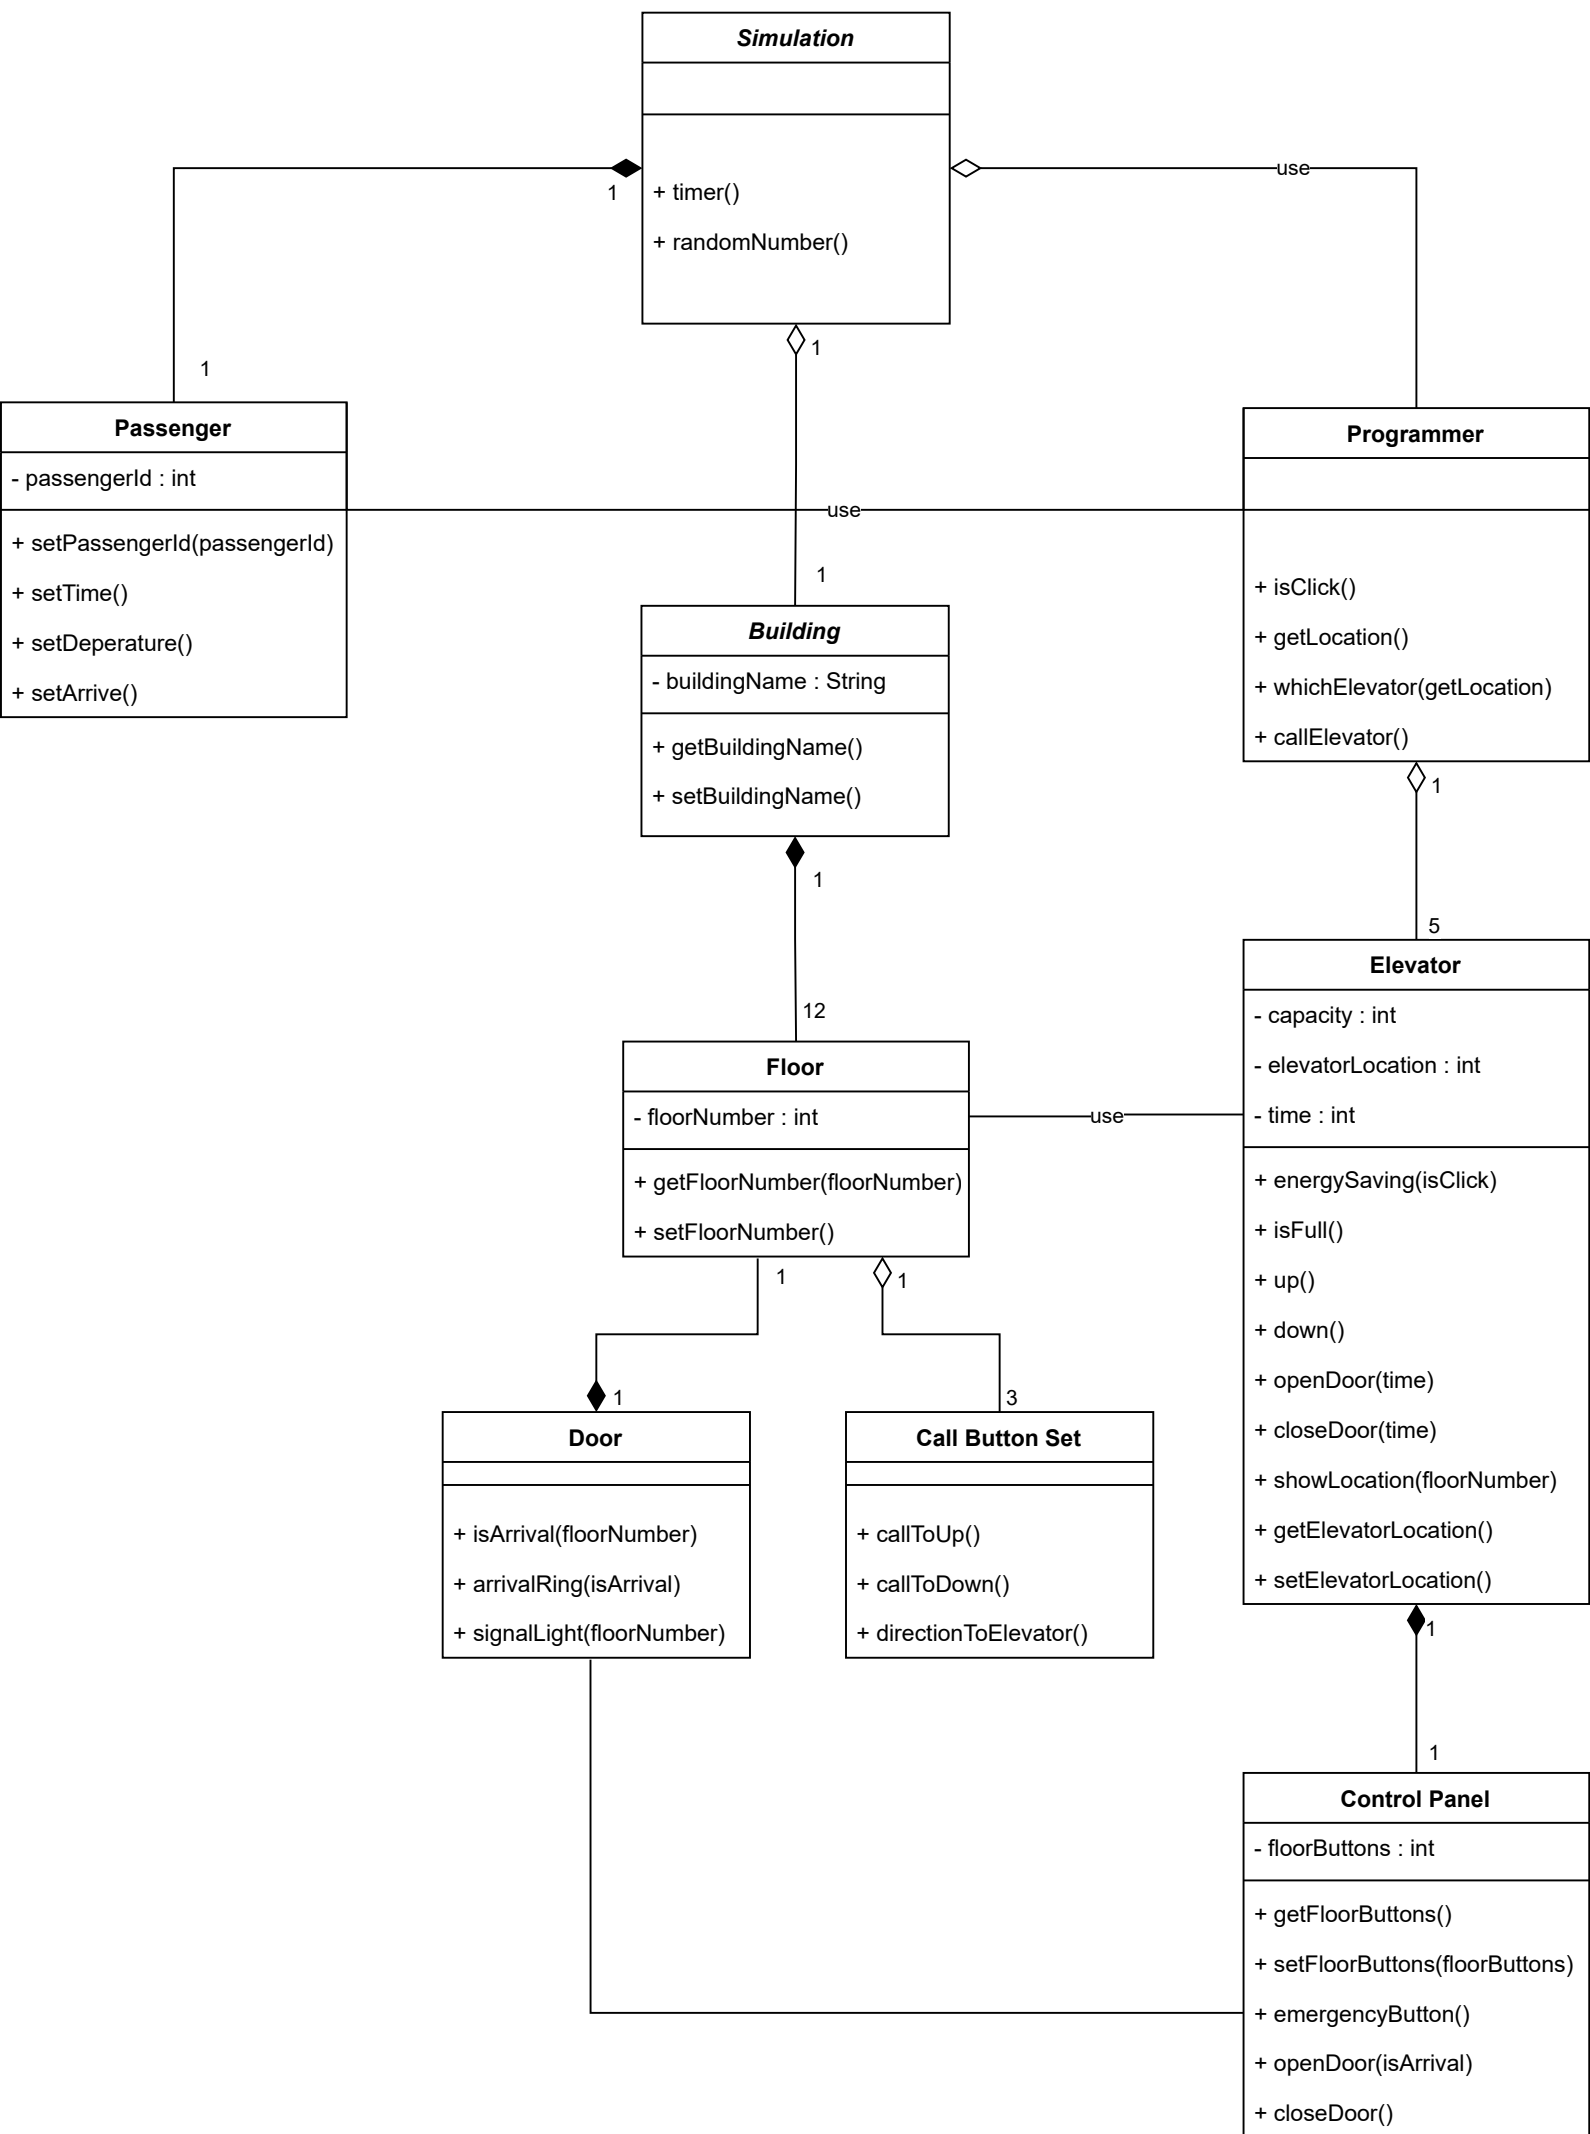 Simulation
+ timer()
+ randomNumber()
1
use
1
1
Passenger
- passengerId : int
+ setPassengerId(passengerId)
+ setTime()
+ setDeperature()
+ setArrive()
use
Programmer
+ isClick()
+ getLocation()
+ whichElevator(getLocation)
+ callElevator()
1
Building
- buildingName : String
+ getBuildingName()
+ setBuildingName()
1
1
5
12
Floor
- floorNumber : int
+ getFloorNumber(floorNumber)
+ setFloorNumber()
use
Elevator
- capacity : int
- elevatorLocation : int
- time : int
+ energySaving(isClick)
+ isFull()
+ up()
+ down()
+ openDoor(time)
+ closeDoor(time)
+ showLocation(floorNumber)
+ getElevatorLocation()
+ setElevatorLocation()
1
1
1
3
Door
+ isArrival(floorNumber)
+ arrivalRing(isArrival)
+ signalLight(floorNumber)
Call Button Set
+ callToUp()
+ callToDown()
+ directionToElevator()
1
1
Control Panel
- floorButtons : int
+ getFloorButtons()
+ setFloorButtons(floorButtons)
+ emergencyButton()
+ openDoor(isArrival)
+ closeDoor()